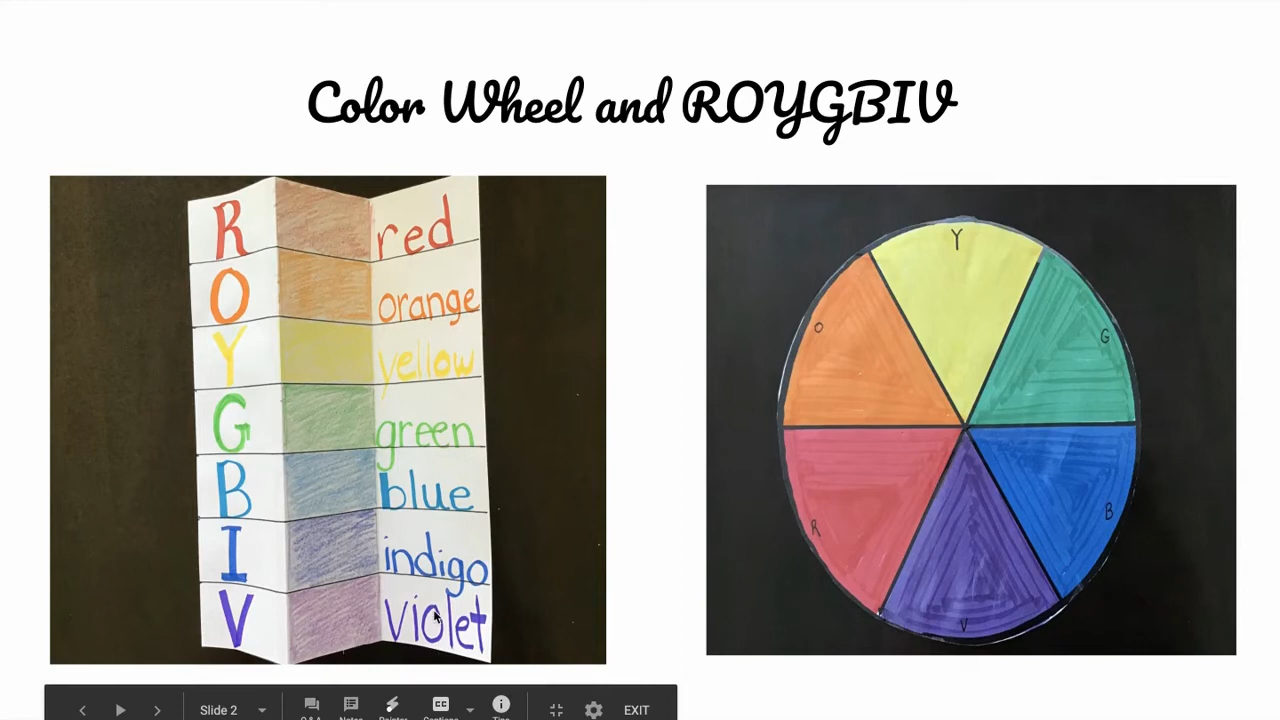 Color Wheel and ROYGBIV
R red
O orange
Y yellow
G green
B blue
I indigo
V violet
Y
O
G
R
B
V
Slide 2
EXIT